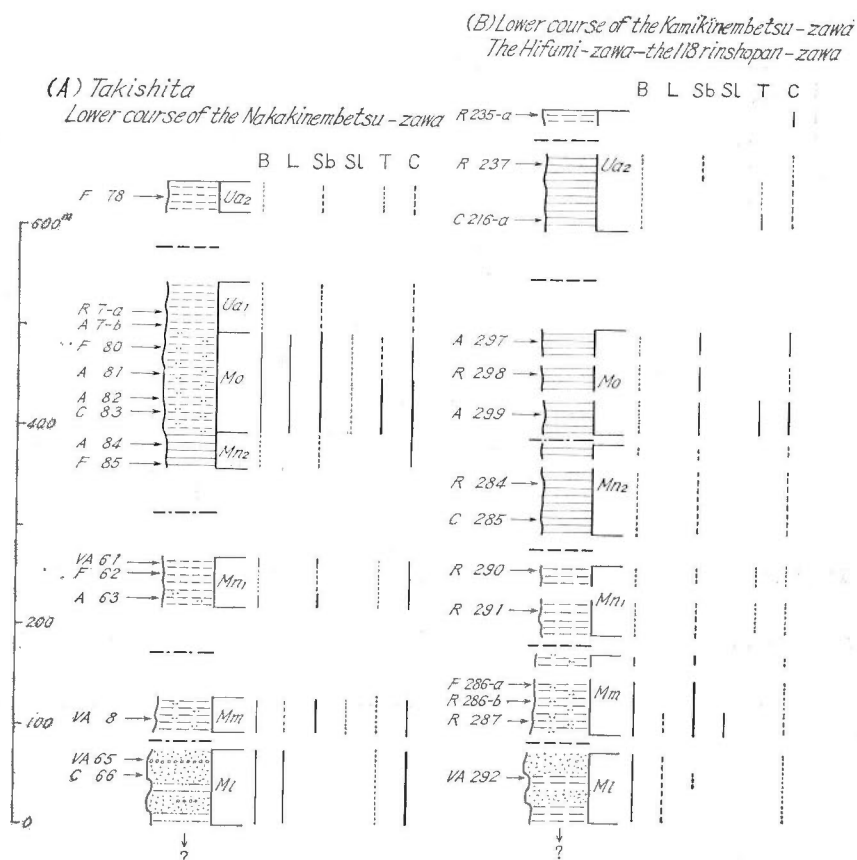 (B) Lower course of the Kamikinembetsu-zawa
The Hifumi-zawa-the 118 rinshopan-zawa
(A) Takishita
Lower course of the Nakakinembetsu-zawa
B L Sb Sl T C
F 78
Ua2
600m
R 7-a
A 7-b
Ua1
F 80
A 81
Mo
A 82
C 83
400
A 84
Mn2
F 85
VA 61
F 62
Mn1
A 63
200
VA 8
Mm
100
VA 65
C 66
Ml
0
?
B L Sb Sl T C
R 235-a
R 237
Ua2
C 216-a
A 297
R 298
Mo
A 299
R 284
Mn2
C 285
R 290
Mn1
R 291
F 286-a
R 286-b
Mm
R 287
VA 292
Ml
?